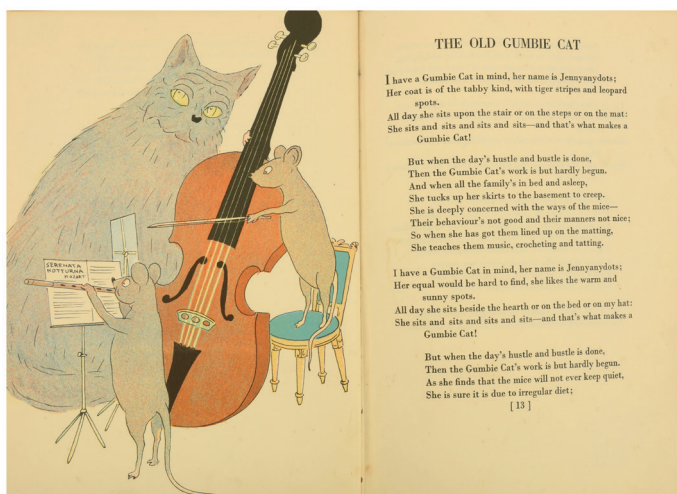 SERENATA
NOTTURNA
MOZART
THE OLD GUMBIE CAT
I have a Gumbie Cat in mind, her name is Jennyanydots;
Her coat is of the tabby kind, with tiger stripes and leopard
spots.
All day she sits upon the stair or on the steps or on the mat:
She sits and sits and sits and sits—and that's what makes a
Gumbie Cat!
But when the day's hustle and bustle is done,
Then the Gumbie Cat's work is but hardly begun.
And when all the family's in bed and asleep,
She tucks up her skirts to the basement to creep.
She is deeply concerned with the ways of the mice—
Their behaviour's not good and their manners not nice;
So when she has got them lined up on the matting,
She teaches them music, crocheting and tatting.
I have a Gumbie Cat in mind, her name is Jennyanydots;
Her equal would be hard to find, she likes the warm and
sunny spots.
All day she sits beside the hearth or on the bed or on my hat:
She sits and sits and sits and sits—and that's what makes a
Gumbie Cat!
But when the day's hustle and bustle is done,
Then the Gumbie Cat's work is but hardly begun.
As she finds that the mice will not ever keep quiet,
She is sure it is due to irregular diet;
[ 13 ]